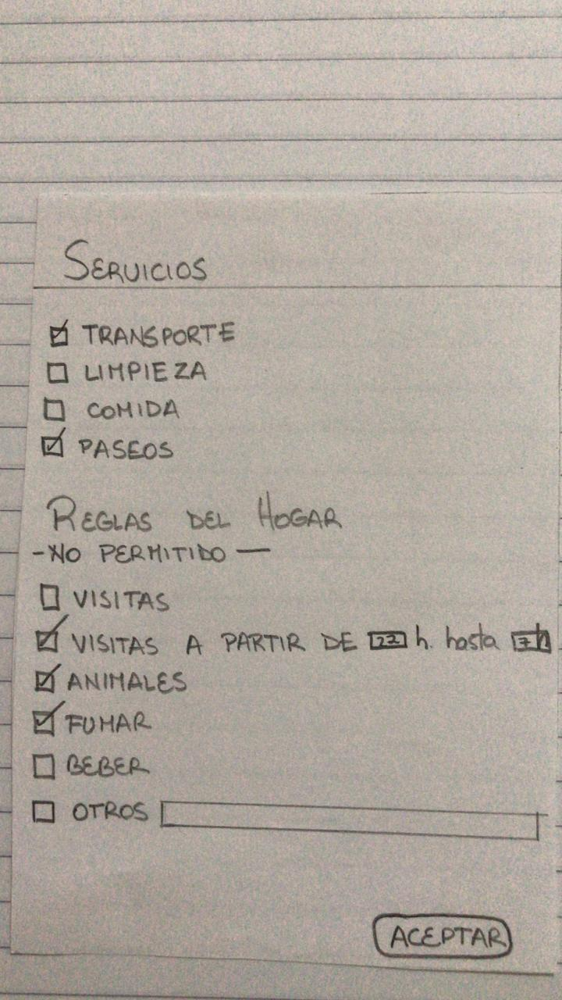 SERVICIOS
TRANSPORTE
LIMPIEZA
COMIDA
PASEOS
REGLAS DEL HOGAR
-NO PERMITIDO-
VISITAS
VISITAS A PARTIR DE 22 h. hasta 7h
ANIMALES
FUMAR
BEBER
OTROS
ACEPTAR